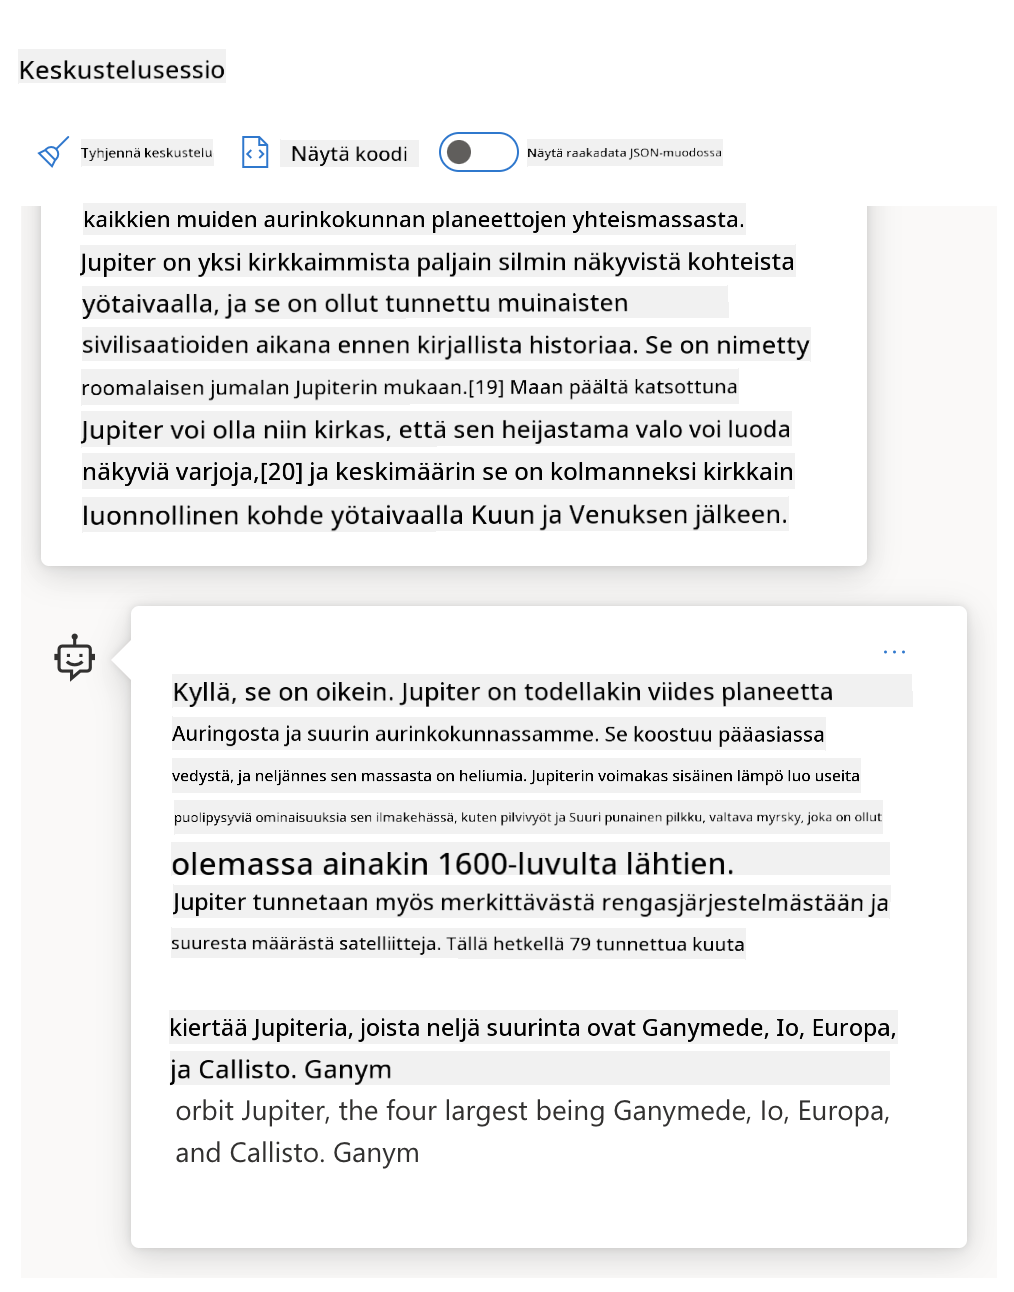 Keskustelusessio
Tyhjennä keskustelu
Näytä koodi
Näytä raakadata JSON-muodossa
kaikkien muiden aurinkokunnan planeettojen yhteismassasta.
Jupiter on yksi kirkkaimmista paljain silmin näkyvistä kohteista
yötaivaalla, ja se on ollut tunnettu muinaisten
sivilisaatioiden aikana ennen kirjallista historiaa. Se on nimetty
roomalaisen jumalan Jupiterin mukaan.[19] Maan päältä katsottuna
Jupiter voi olla niin kirkas, että sen heijastama valo voi luoda
näkyviä varjoja,[20] ja keskimäärin se on kolmanneksi kirkkain
luonnollinen kohde yötaivaalla Kuun ja Venuksen jälkeen.
...
Kyllä, se on oikein. Jupiter on todellakin viides planeetta
Auringosta ja suurin aurinkokunnassamme. Se koostuu pääasiassa
vedystä, ja neljännes sen massasta on heliumia. Jupiterin voimakas sisäinen lämpö luo useita
puolipysyviä ominaisuuksia sen ilmakehässä, kuten pilvivyöt ja Suuri punainen pilkku, valtava myrsky, joka on ollut
olemassa ainakin 1600-luvulta lähtien.
Jupiter tunnetaan myös merkittävästä rengasjärjestelmästään ja
suuresta määrästä satelliitteja. Tällä hetkellä 79 tunnettua kuuta
kiertää Jupiteria, joista neljä suurinta ovat Ganymede, Io, Europa,
ja Callisto. Ganym
orbit Jupiter, the four largest being Ganymede, Io, Europa,
and Callisto. Ganym